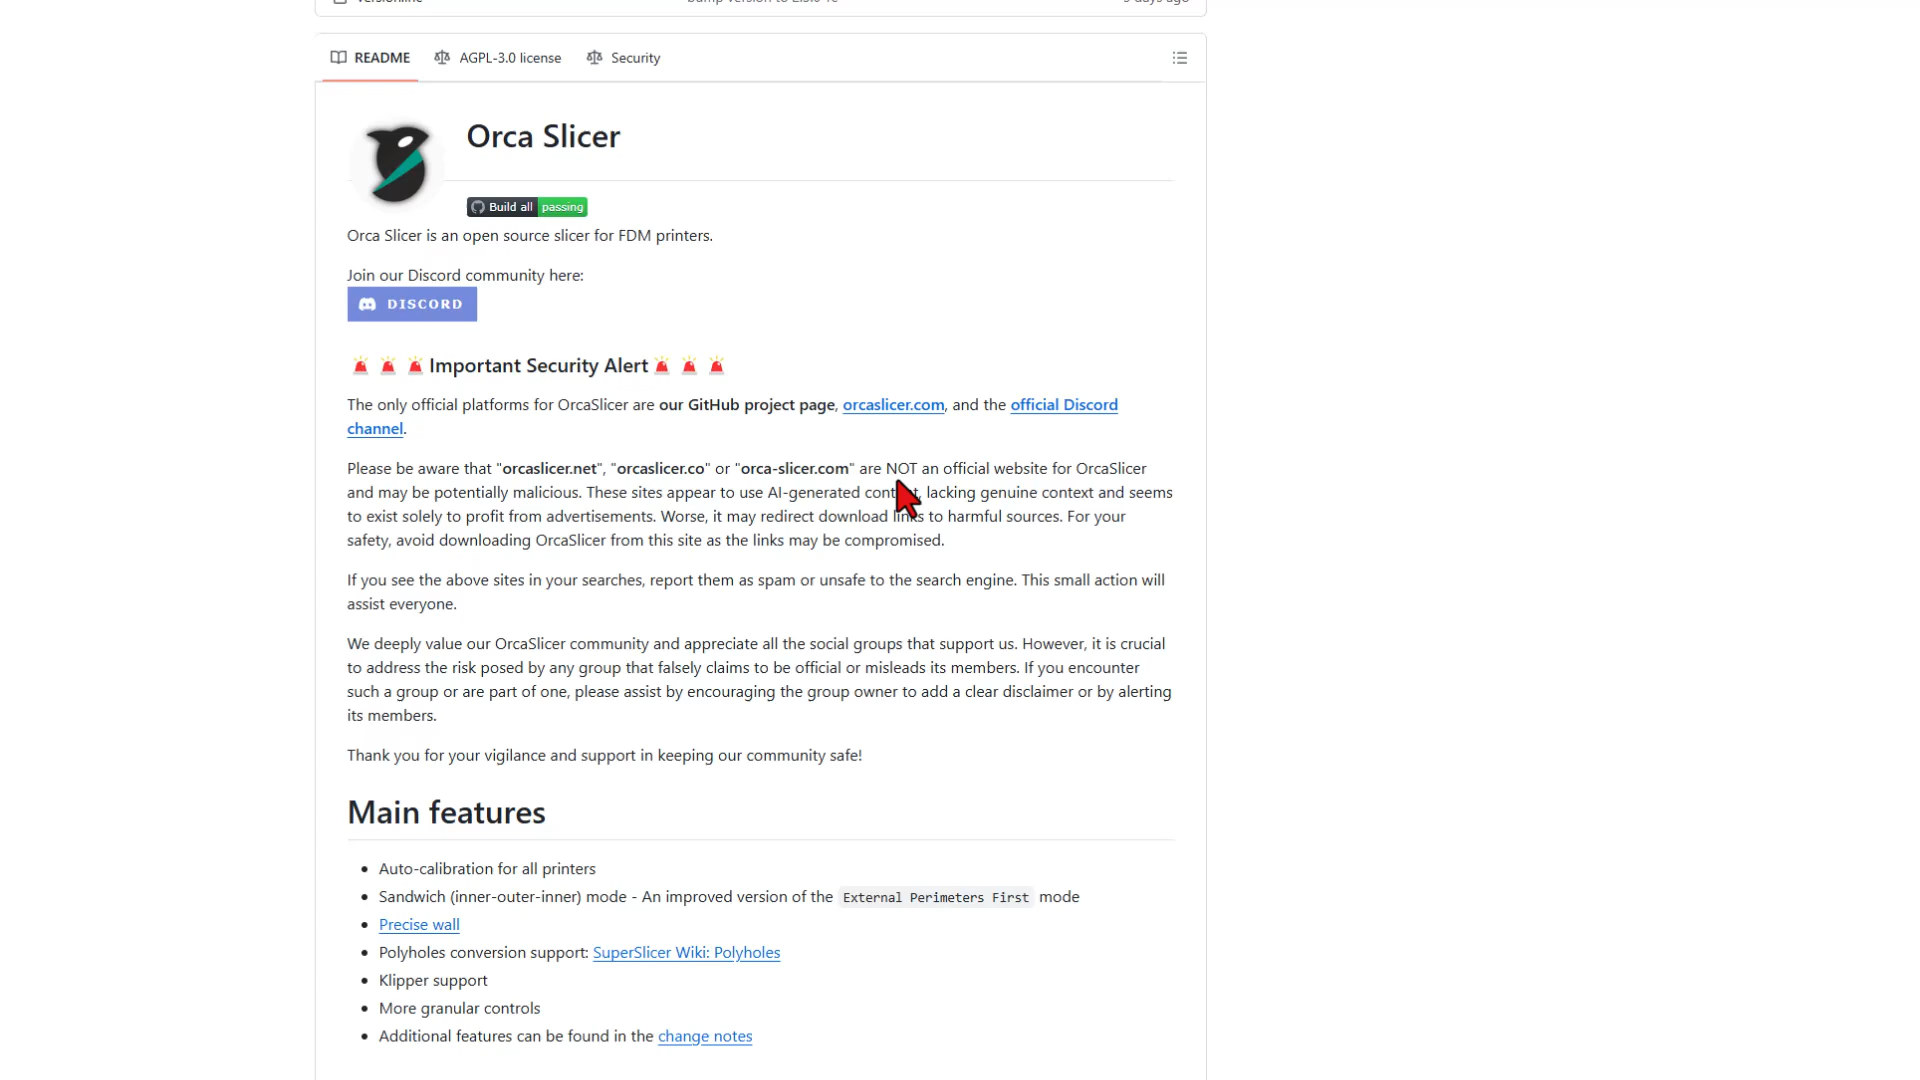 README AGPL-3.0 license Security
Orca Slicer
Build all passing
Orca Slicer is an open source slicer for FDM printers.
Join our Discord community here:
DISCORD
Important Security Alert
The only official platforms for OrcaSlicer are our GitHub project page, orcaslicer.com, and the official Discord
channel.
Please be aware that "orcaslicer.net", "orcaslicer.co" or "orca-slicer.com" are NOT an official website for OrcaSlicer
and may be potentially malicious. These sites appear to use AI-generated content, lacking genuine context and seems
to exist solely to profit from advertisements. Worse, it may redirect download links to harmful sources. For your
safety, avoid downloading OrcaSlicer from this site as the links may be compromised.
If you see the above sites in your searches, report them as spam or unsafe to the search engine. This small action will
assist everyone.
We deeply value our OrcaSlicer community and appreciate all the social groups that support us. However, it is crucial
to address the risk posed by any group that falsely claims to be official or misleads its members. If you encounter
such a group or are part of one, please assist by encouraging the group owner to add a clear disclaimer or by alerting
its members.
Thank you for your vigilance and support in keeping our community safe!
Main features
Auto-calibration for all printers
Sandwich (inner-outer-inner) mode - An improved version of the External Perimeters First mode
Precise wall
Polyholes conversion support: SuperSlicer Wiki: Polyholes
Klipper support
More granular controls
Additional features can be found in the change notes